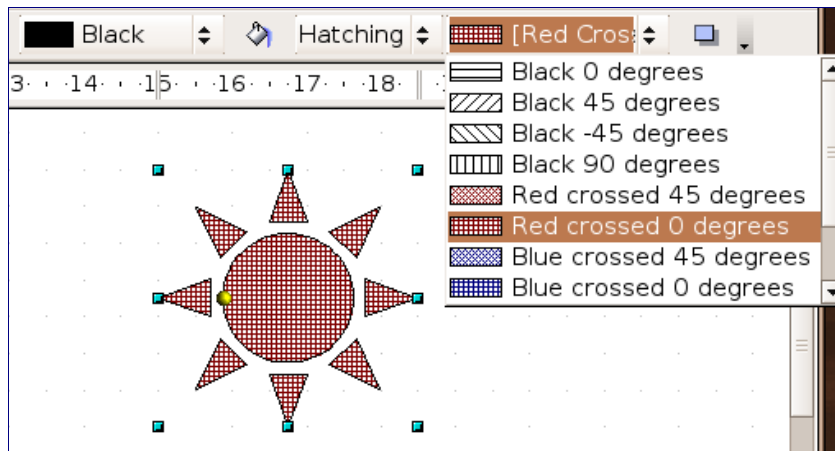 Black Hatching [Red Cros
3 14 15 16 17 18
Black 0 degrees
Black 45 degrees
Black -45 degrees
Black 90 degrees
Red crossed 45 degrees
Red crossed 0 degrees
Blue crossed 45 degrees
Blue crossed 0 degrees